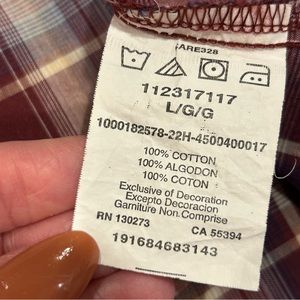 ARE328
112317117
L/G/G
1000182578-22H-4500400017
100% COTTON
100% ALGODON
100% COTON
Exclusive of Decoration
Excepto Decoracion
Garniture Non Comprise
RN 130273 CA 55394
191684683143